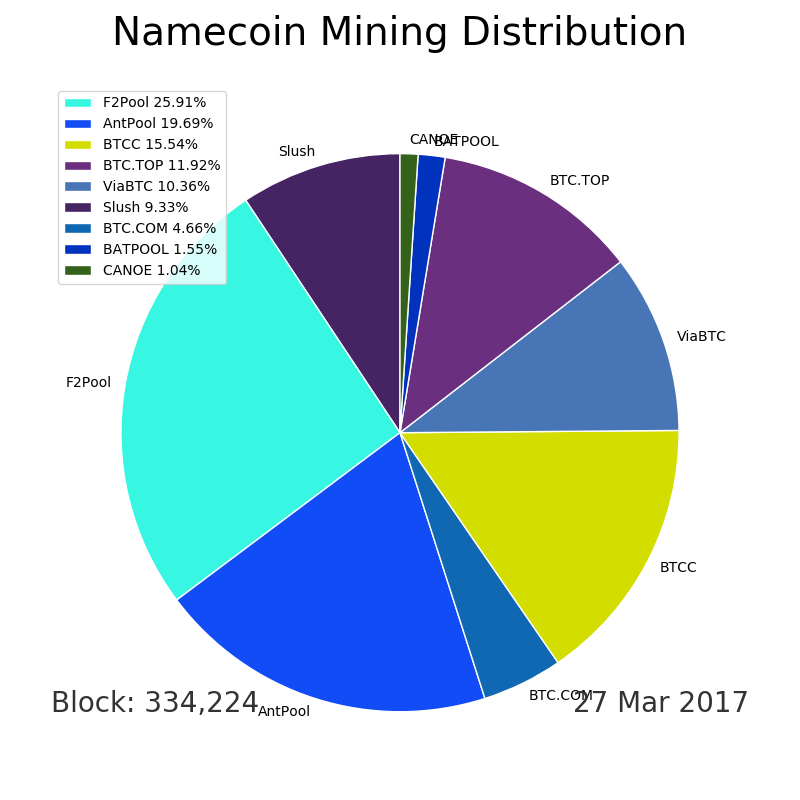 Namecoin Mining Distribution
F2Pool 25.91%
AntPool 19.69%
BTCC 15.54%
BTC.TOP 11.92%
ViaBTC 10.36%
Slush 9.33%
BTC.COM 4.66%
BATPOOL 1.55%
CANOE 1.04%
CANOE
BATPOOL
Slush
BTC.TOP
ViaBTC
F2Pool
BTCC
BTC.COM
AntPool
Block: 334,224
27 Mar 2017